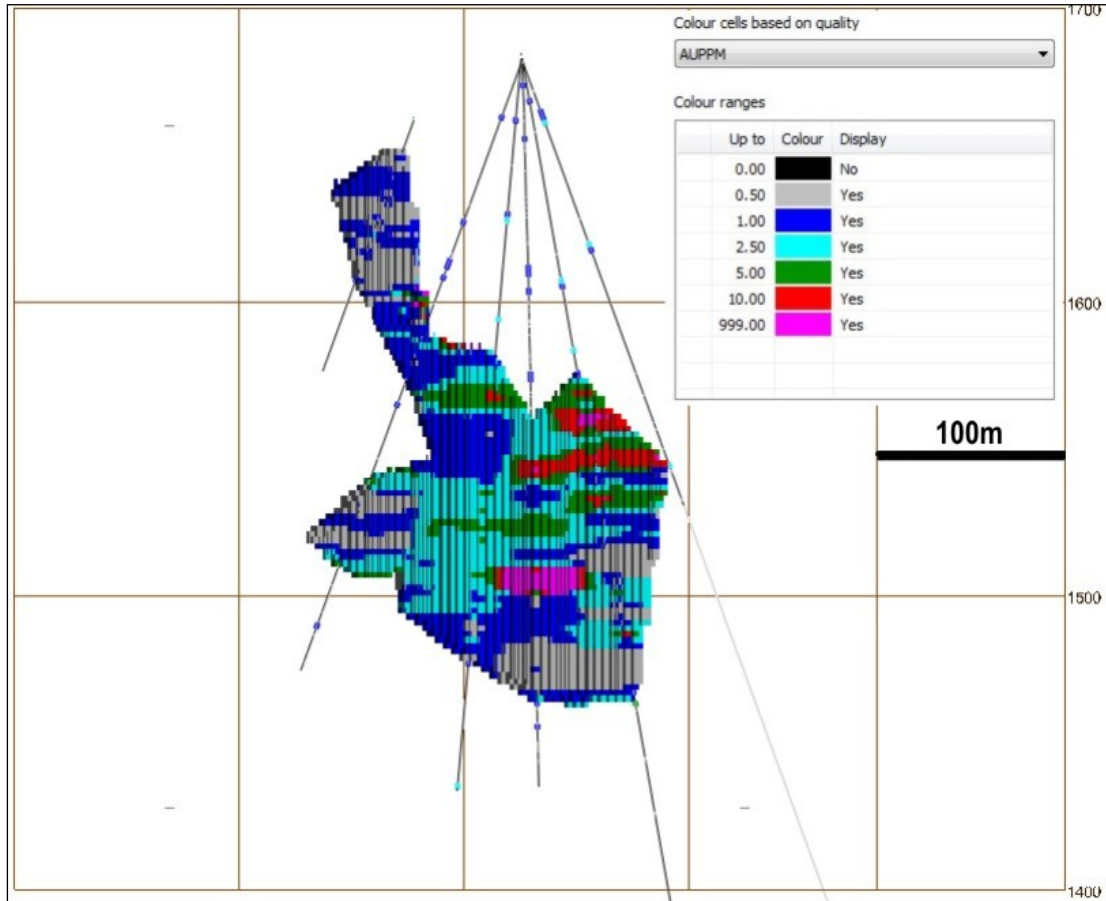 1700
Colour cells based on quality
AUPPM
Colour ranges
Up to Colour Display
0.00 No
0.50 Yes
1.00 Yes
2.50 Yes
5.00 Yes
10.00 Yes
999.00 Yes
1600
100m
1500
1400